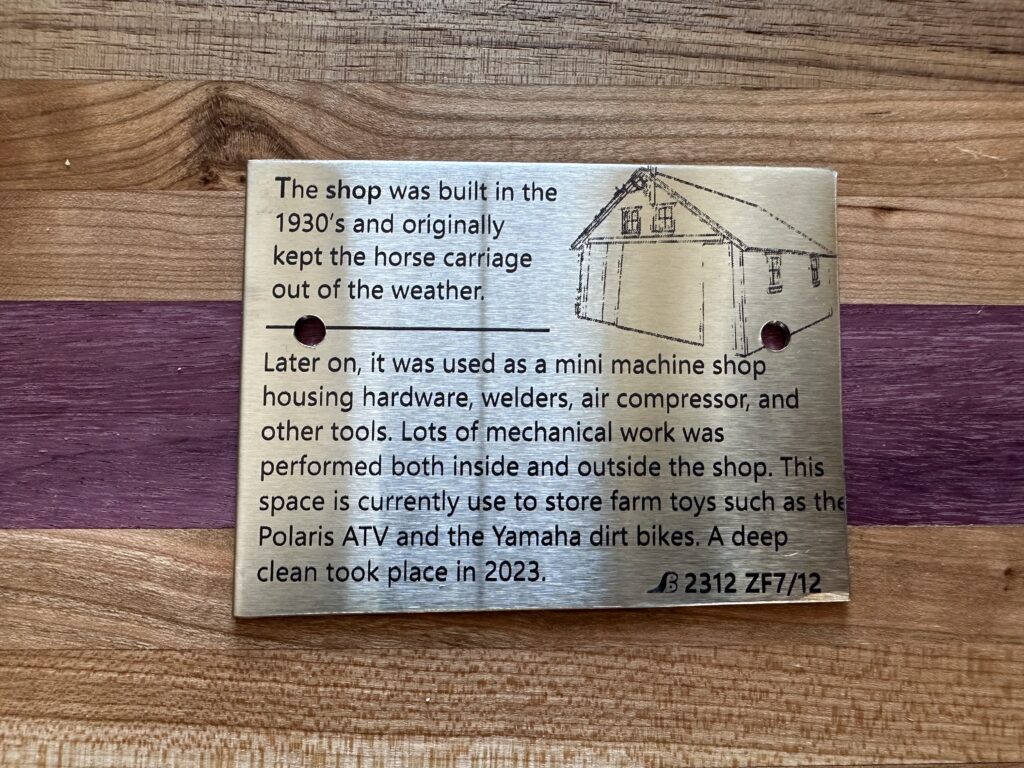 The shop was built in the
1930's and originally
kept the horse carriage
out of the weather.
Later on, it was used as a mini machine shop
housing hardware, welders, air compressor, and
other tools. Lots of mechanical work was
performed both inside and outside the shop. This
space is currently use to store farm toys such as the
Polaris ATV and the Yamaha dirt bikes. A deep
clean took place in 2023.
B 2312 ZF7/12